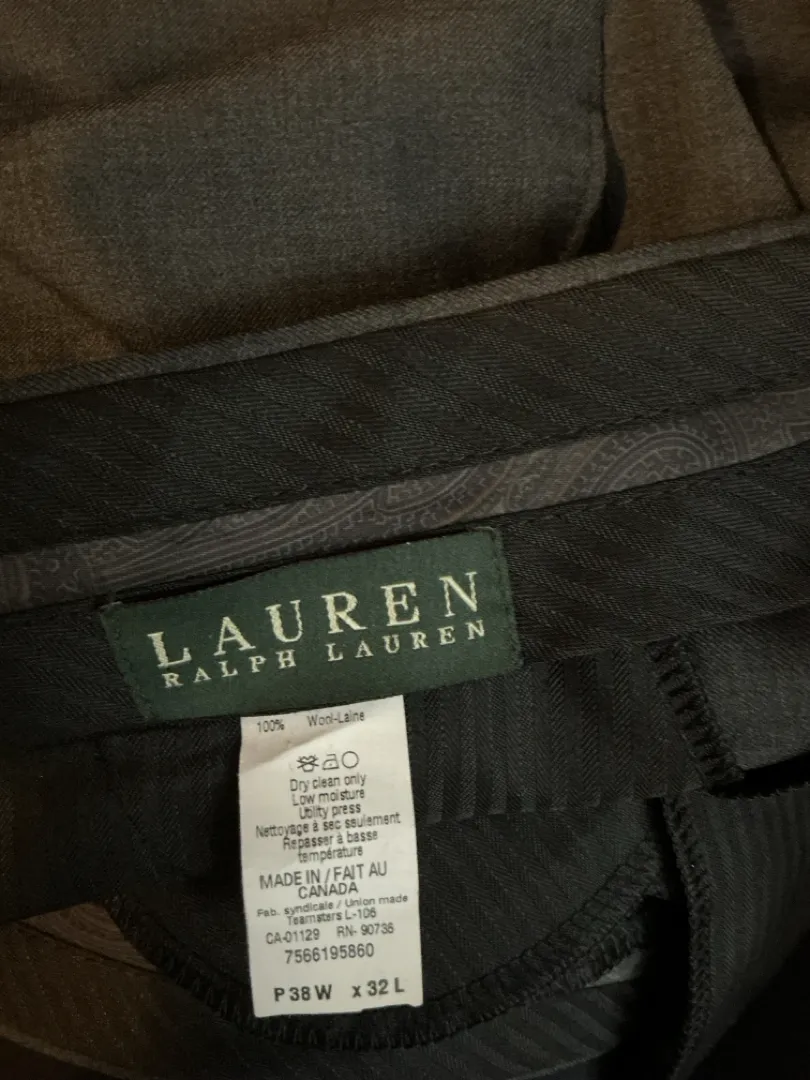 LAUREN
RALPH LAUREN
100% Wool-Laine
Dry clean only
Low moisture
Utility press
Nettoyage à sec seulement
Repasser à basse
température
MADE IN / FAIT AU
CANADA
Fab. syndicale / Union made
Teamsters L-106
CA-01129 RN- 90736
7566195860
P 38 W x 32 L